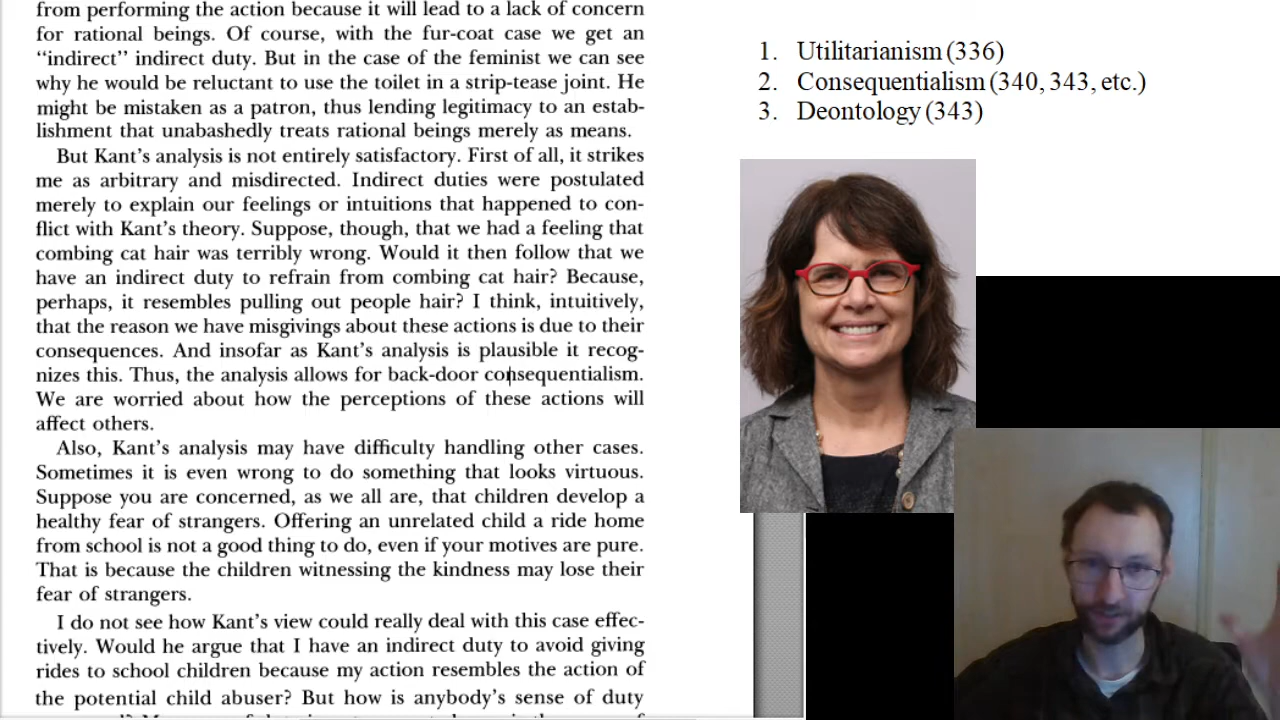 from performing the action because it will lead to a lack of concern
for rational beings. Of course, with the fur-coat case we get an
“indirect” indirect duty. But in the case of the feminist we can see
why he would be reluctant to use the toilet in a strip-tease joint. He
might be mistaken as a patron, thus lending legitimacy to an estab-
lishment that unabashedly treats rational beings merely as means.
But Kant’s analysis is not entirely satisfactory. First of all, it strikes
me as arbitrary and misdirected. Indirect duties were postulated
merely to explain our feelings or intuitions that happened to con-
flict with Kant’s theory. Suppose, though, that we had a feeling that
combing cat hair was terribly wrong. Would it then follow that we
have an indirect duty to refrain from combing cat hair? Because,
perhaps, it resembles pulling out people hair? I think, intuitively,
that the reason we have misgivings about these actions is due to their
consequences. And insofar as Kant’s analysis is plausible it recog-
nizes this. Thus, the analysis allows for back-door consequentialism.
We are worried about how the perceptions of these actions will
affect others.
Also, Kant’s analysis may have difficulty handling other cases.
Sometimes it is even wrong to do something that looks virtuous.
Suppose you are concerned, as we all are, that children develop a
healthy fear of strangers. Offering an unrelated child a ride home
from school is not a good thing to do, even if your motives are pure.
That is because the children witnessing the kindness may lose their
fear of strangers.
I do not see how Kant’s view could really deal with this case effec-
tively. Would he argue that I have an indirect duty to avoid giving
rides to school children because my action resembles the action of
the potential child abuser? But how is anybody’s sense of duty
1. Utilitarianism (336)
2. Consequentialism (340, 343, etc.)
3. Deontology (343)